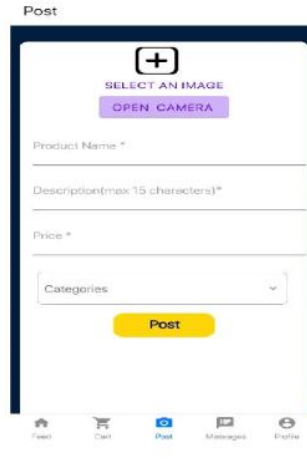 Post
SELECT AN IMAGE
OPEN CAMERA
Product Name *
Description(max 15 characters)*
Price *
Categories
Post
Feed Cart Post Messages Profile